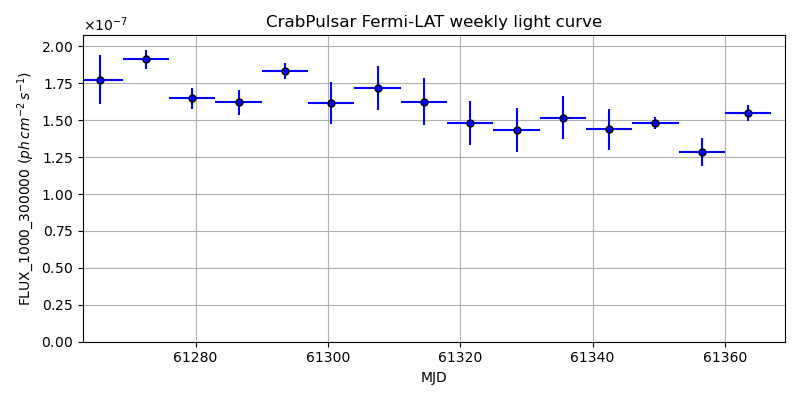 CrabPulsar Fermi-LAT weekly light curve
×10⁻⁷
2.00
1.75
1.50
1.25
1.00
0.75
0.50
0.25
0.00
FLUX_1000_300000 (ph cm⁻² s⁻¹)
61280 61300 61320 61340 61360
MJD